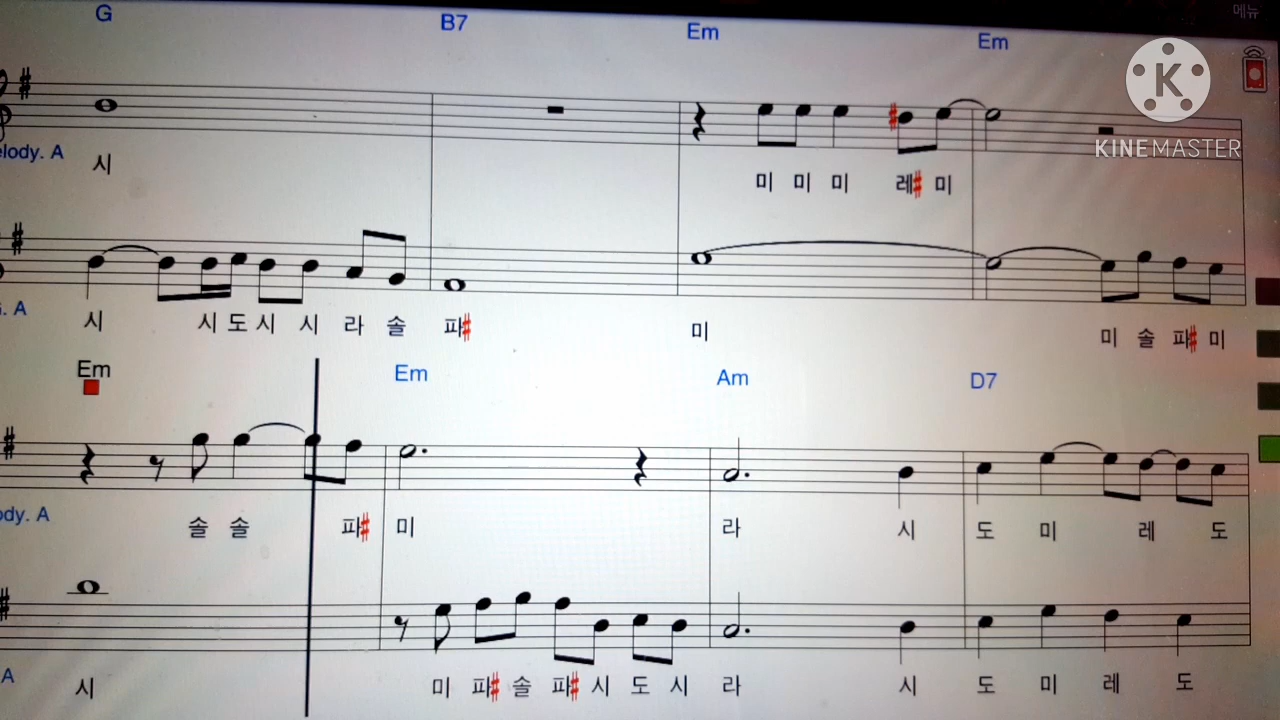 메뉴
G B7 Em Em
K
KINEMASTER
elody. A 시 미 미 미 레♯ 미
G. A 시 시 도 시 시 라 솔 파♯ 미 미 솔 파♯ 미
Em Em Am D7
ody. A 솔 솔 파♯ 미 라 시 도 미 레 도
A 시 미 파♯ 솔 파♯ 시 도 시 라 시 도 미 레 도